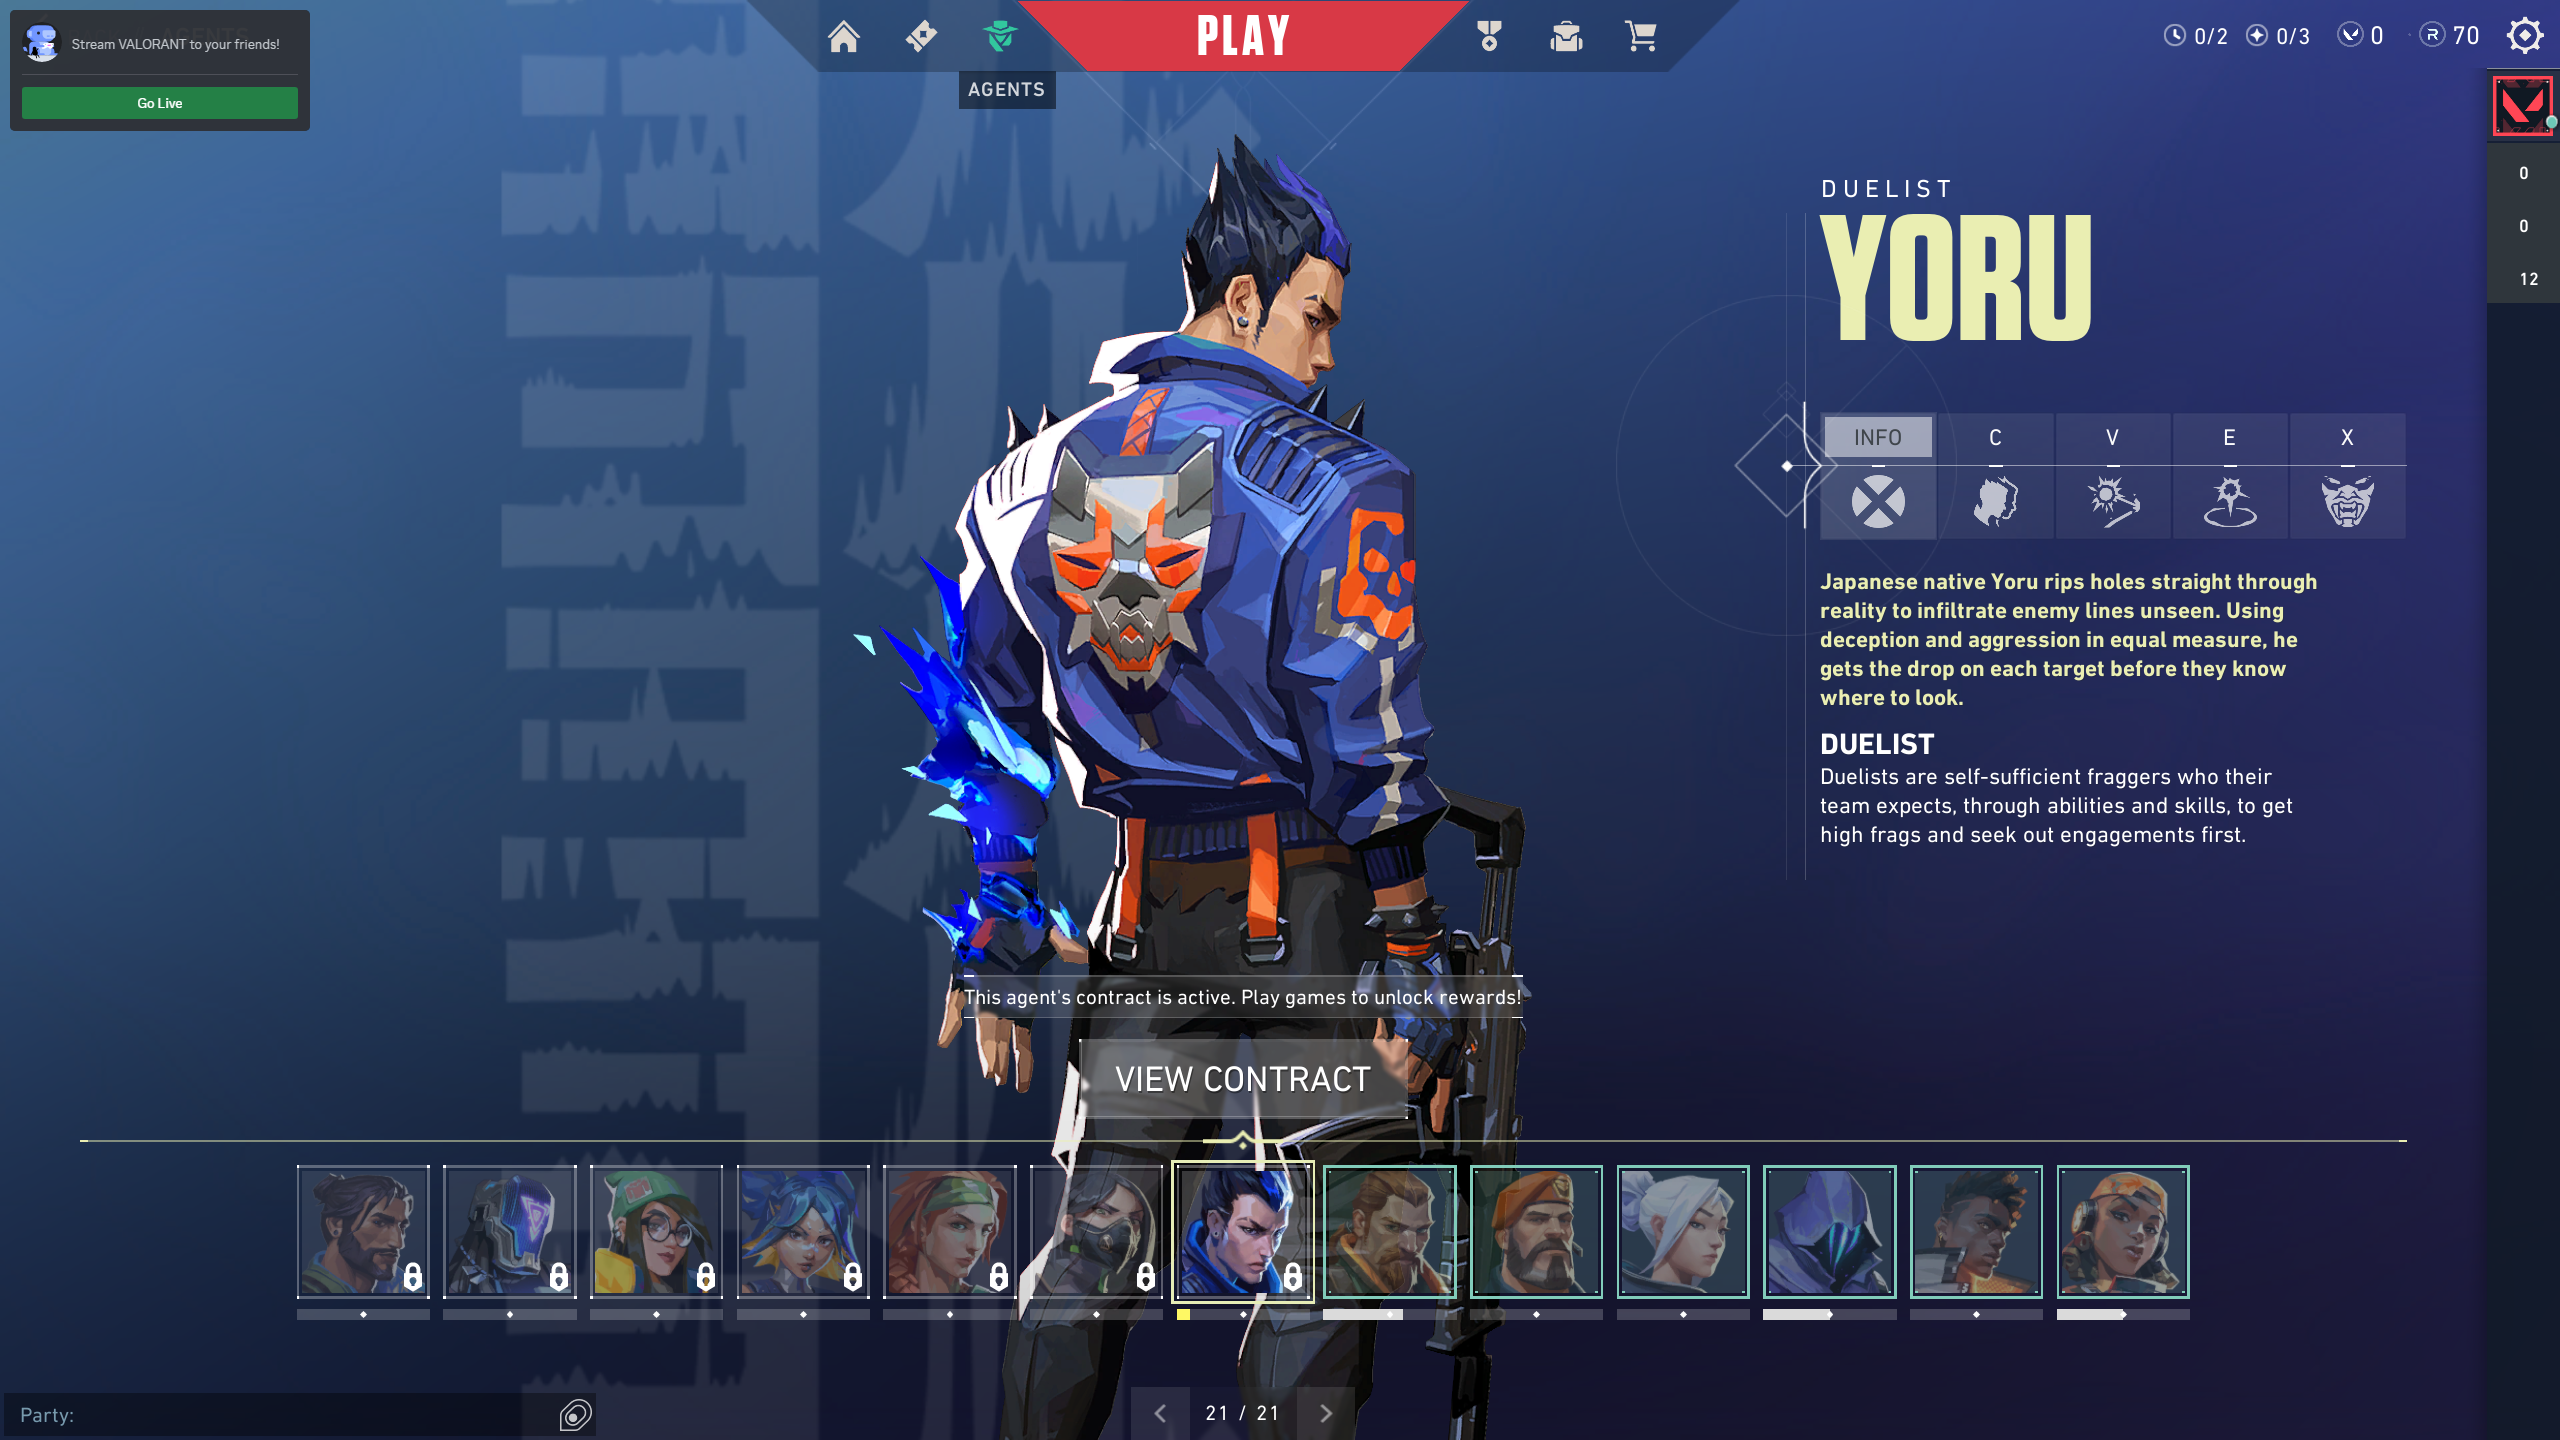 Stream VALORANT to your friends!
Go Live
PLAY
AGENTS
0/2
0/3
0
70
0
0
12
DUELIST
YORU
INFO
C
V
E
X
Japanese native Yoru rips holes straight through
reality to infiltrate enemy lines unseen. Using
deception and aggression in equal measure, he
gets the drop on each target before they know
where to look.
DUELIST
Duelists are self-sufficient fraggers who their
team expects, through abilities and skills, to get
high frags and seek out engagements first.
This agent's contract is active. Play games to unlock rewards!
VIEW CONTRACT
Party:
21 / 21